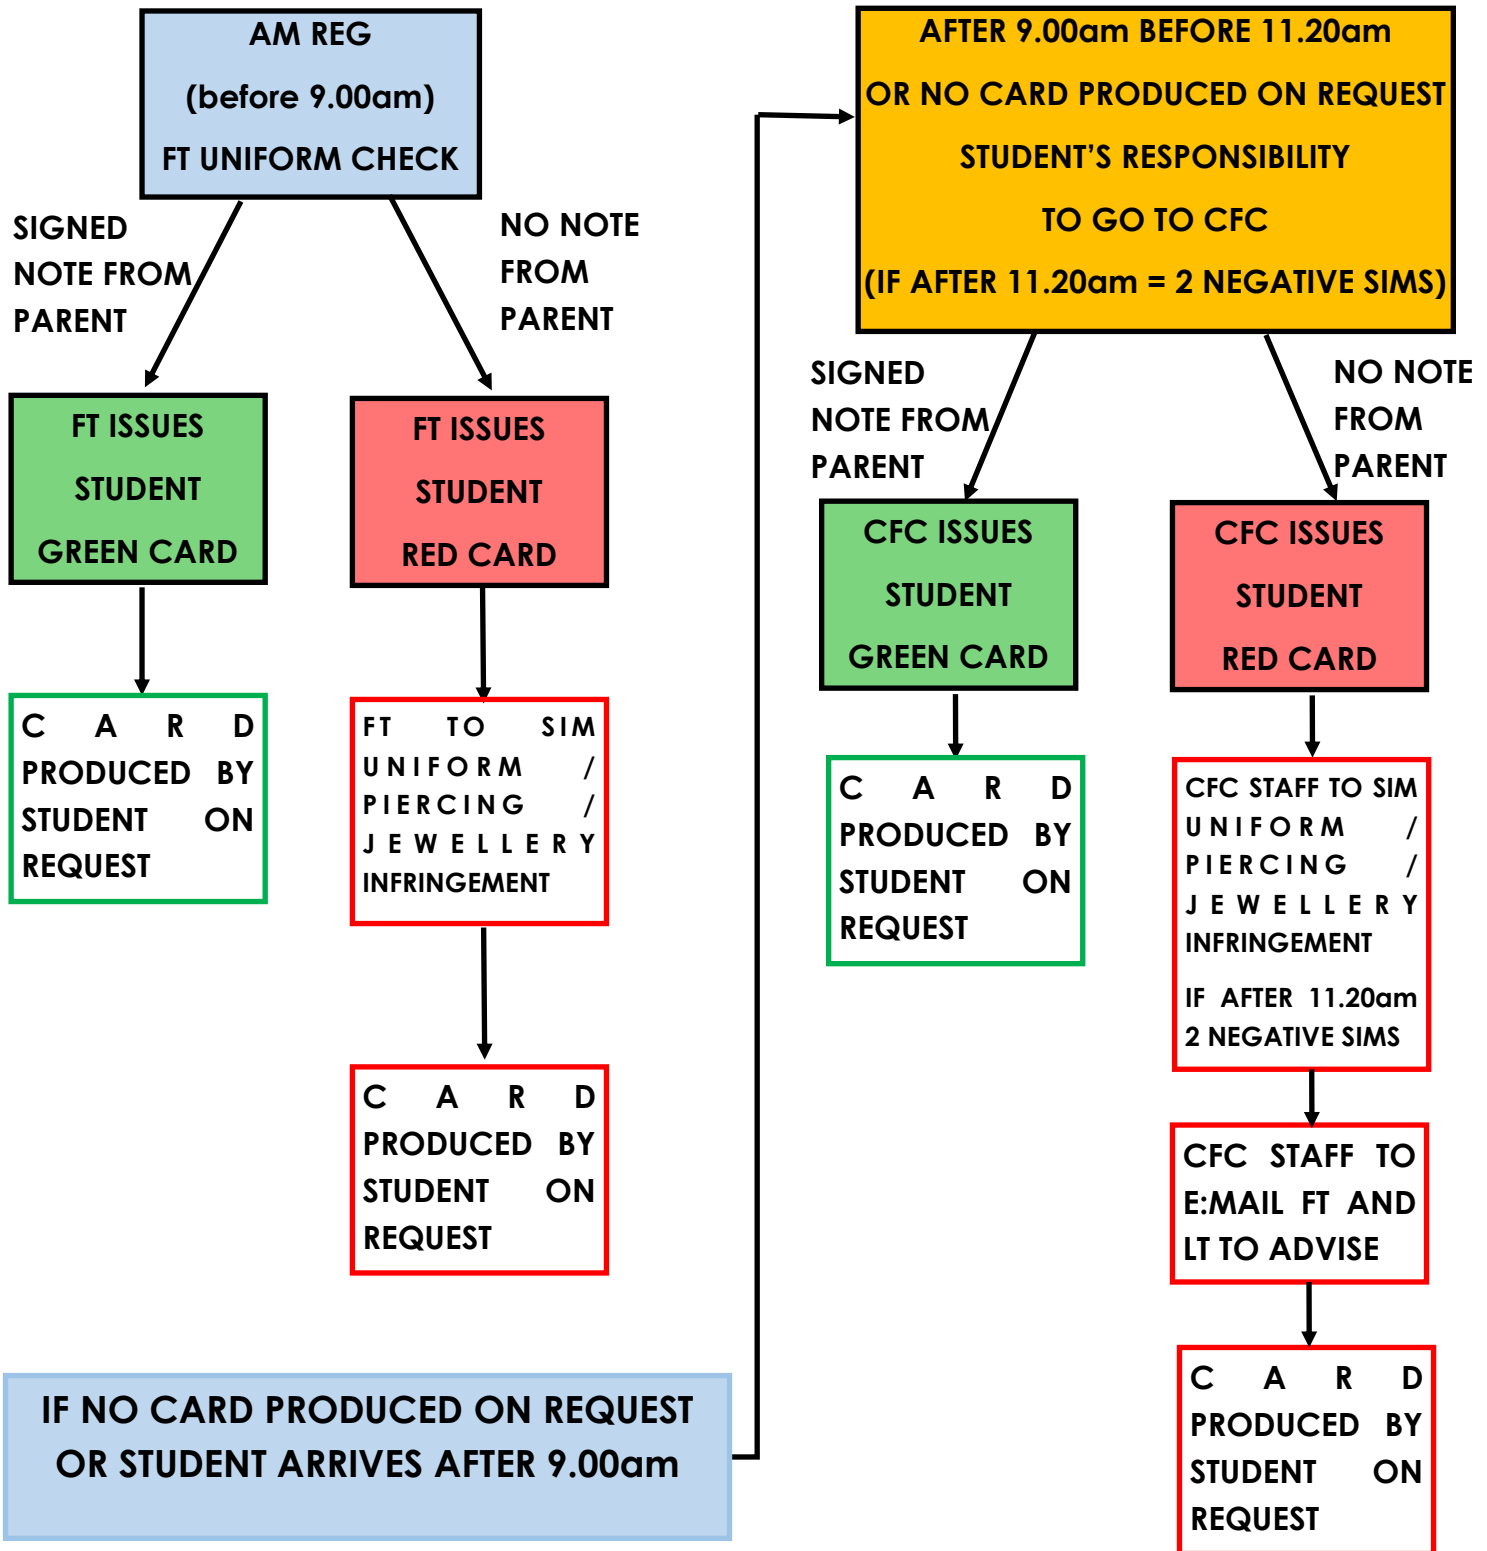 AM REG
(before 9.00am)
FT UNIFORM CHECK
SIGNED
NOTE FROM
PARENT
NO NOTE
FROM
PARENT
FT ISSUES
STUDENT
GREEN CARD
FT ISSUES
STUDENT
RED CARD
CARD
PRODUCED BY
STUDENT ON
REQUEST
FT TO SIM
UNIFORM /
PIERCING /
JEWELLERY
INFRINGEMENT
CARD
PRODUCED BY
STUDENT ON
REQUEST
IF NO CARD PRODUCED ON REQUEST
OR STUDENT ARRIVES AFTER 9.00am
AFTER 9.00am BEFORE 11.20am
OR NO CARD PRODUCED ON REQUEST
STUDENT’S RESPONSIBILITY
TO GO TO CFC
(IF AFTER 11.20am = 2 NEGATIVE SIMS)
SIGNED
NOTE FROM
PARENT
NO NOTE
FROM
PARENT
CFC ISSUES
STUDENT
GREEN CARD
CFC ISSUES
STUDENT
RED CARD
CARD
PRODUCED BY
STUDENT ON
REQUEST
CFC STAFF TO SIM
UNIFORM /
PIERCING /
JEWELLERY
INFRINGEMENT
IF AFTER 11.20am
2 NEGATIVE SIMS
CFC STAFF TO
E:MAIL FT AND
LT TO ADVISE
CARD
PRODUCED BY
STUDENT ON
REQUEST